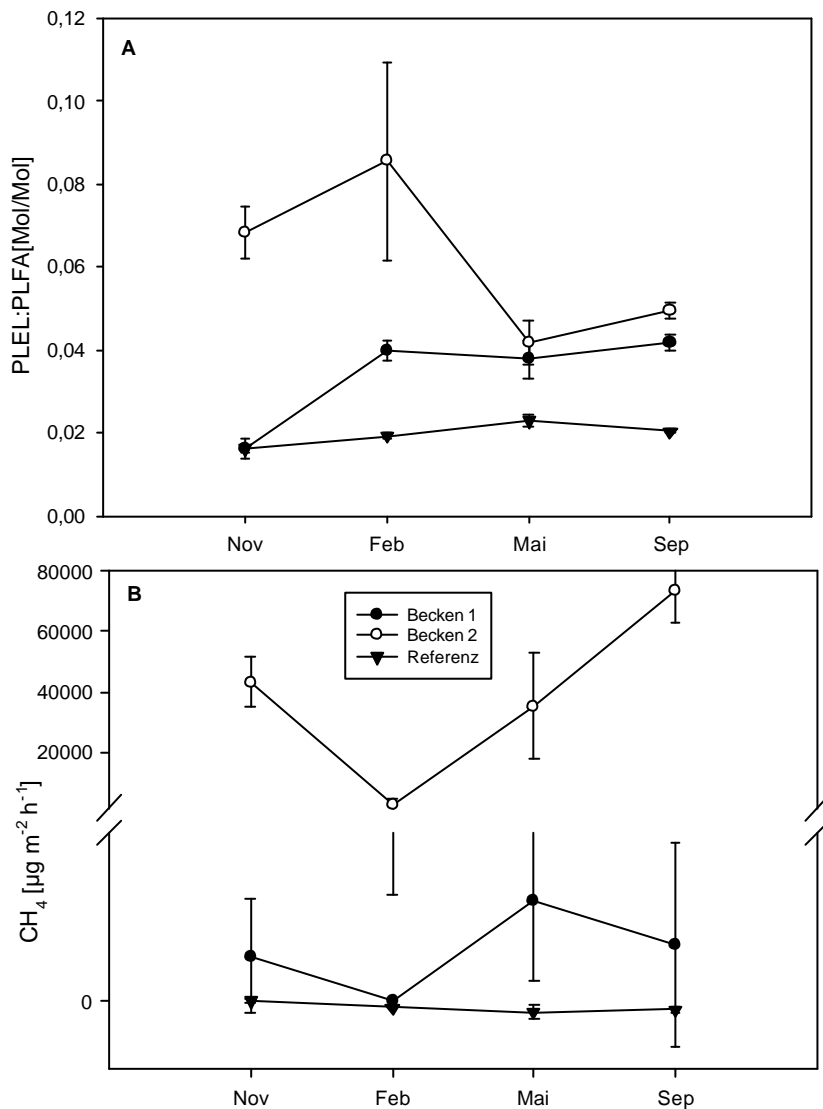 A
0,12
0,10
0,08
0,06
0,04
0,02
0,00
PLEL:PLFA[Mol/Mol]
Nov Feb Mai Sep
B
80000
60000
40000
20000
0
CH4 [µg m-2 h-1]
Becken 1
Becken 2
Referenz
Nov Feb Mai Sep